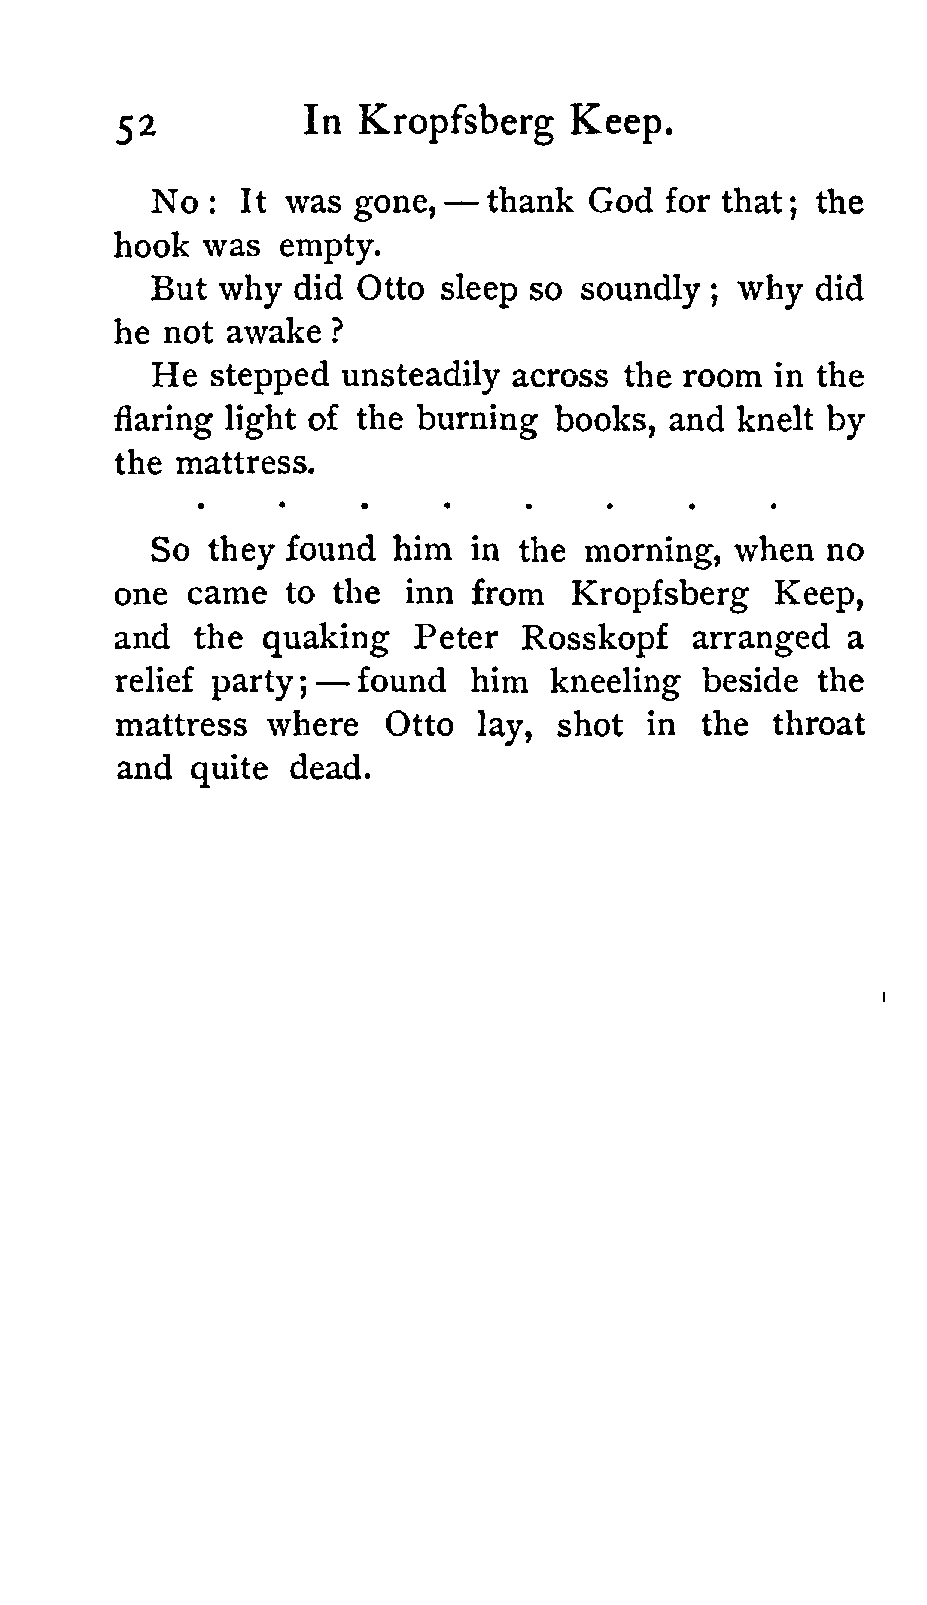 52 In Kropfsberg Keep.
No : It was gone, — thank God for that ; the
hook was empty.
But why did Otto sleep so soundly ; why did
he not awake ?
He stepped unsteadily across the room in the
flaring light of the burning books, and knelt by
the mattress.
. . . . . . . .
So they found him in the morning, when no
one came to the inn from Kropfsberg Keep,
and the quaking Peter Rosskopf arranged a
relief party ; — found him kneeling beside the
mattress where Otto lay, shot in the throat
and quite dead.